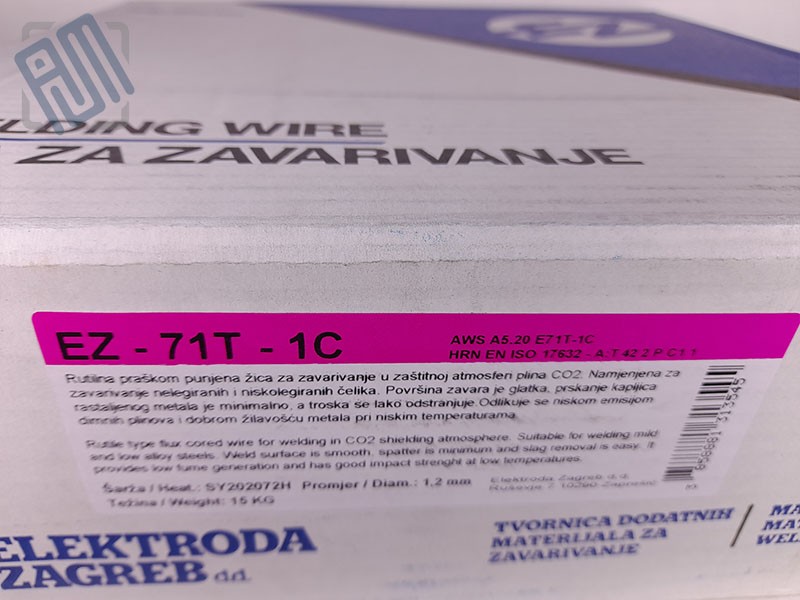 EZ
LDING WIRE
ZA ZAVARIVANJE
EZ - 71T - 1C
AWS A5.20 E71T-1C
HRN EN ISO 17632 - A:T 42 2 P C1 1
Rutilna praškom punjena žica za zavarivanje u zaštitnoj atmosferi plina CO2. Namjenjena za
zavarivanje nelegiranih i niskolegiranih čelika. Površina zavara je glatka, prskanje kapljica
rastaljenog metala je minimalno, a troska se lako odstranjuje.Odlikuje se niskom emisijom
dimnih plinova i dobrom žilavošću metala pri niskim temperaturama.
Rutile type flux cored wire for welding in CO2 shielding atmosphere. Suitable for welding mild
and low alloy steels. Weld surface is smooth, spatter is minimum and slag removal is easy. It
provides low fume generation and has good impact strenght at low temperatures.
Šarža / Heat.: SY202072H Promjer / Diam.: 1,2 mm
Težina / Weight: 15 KG
Elektroda Zagreb d.d.
ELEKTRODA
ZAGREB d.d.
TVORNICA DODATNIH
MATERIJALA ZA
ZAVARIVANJE
/
MA
MAT
WEL